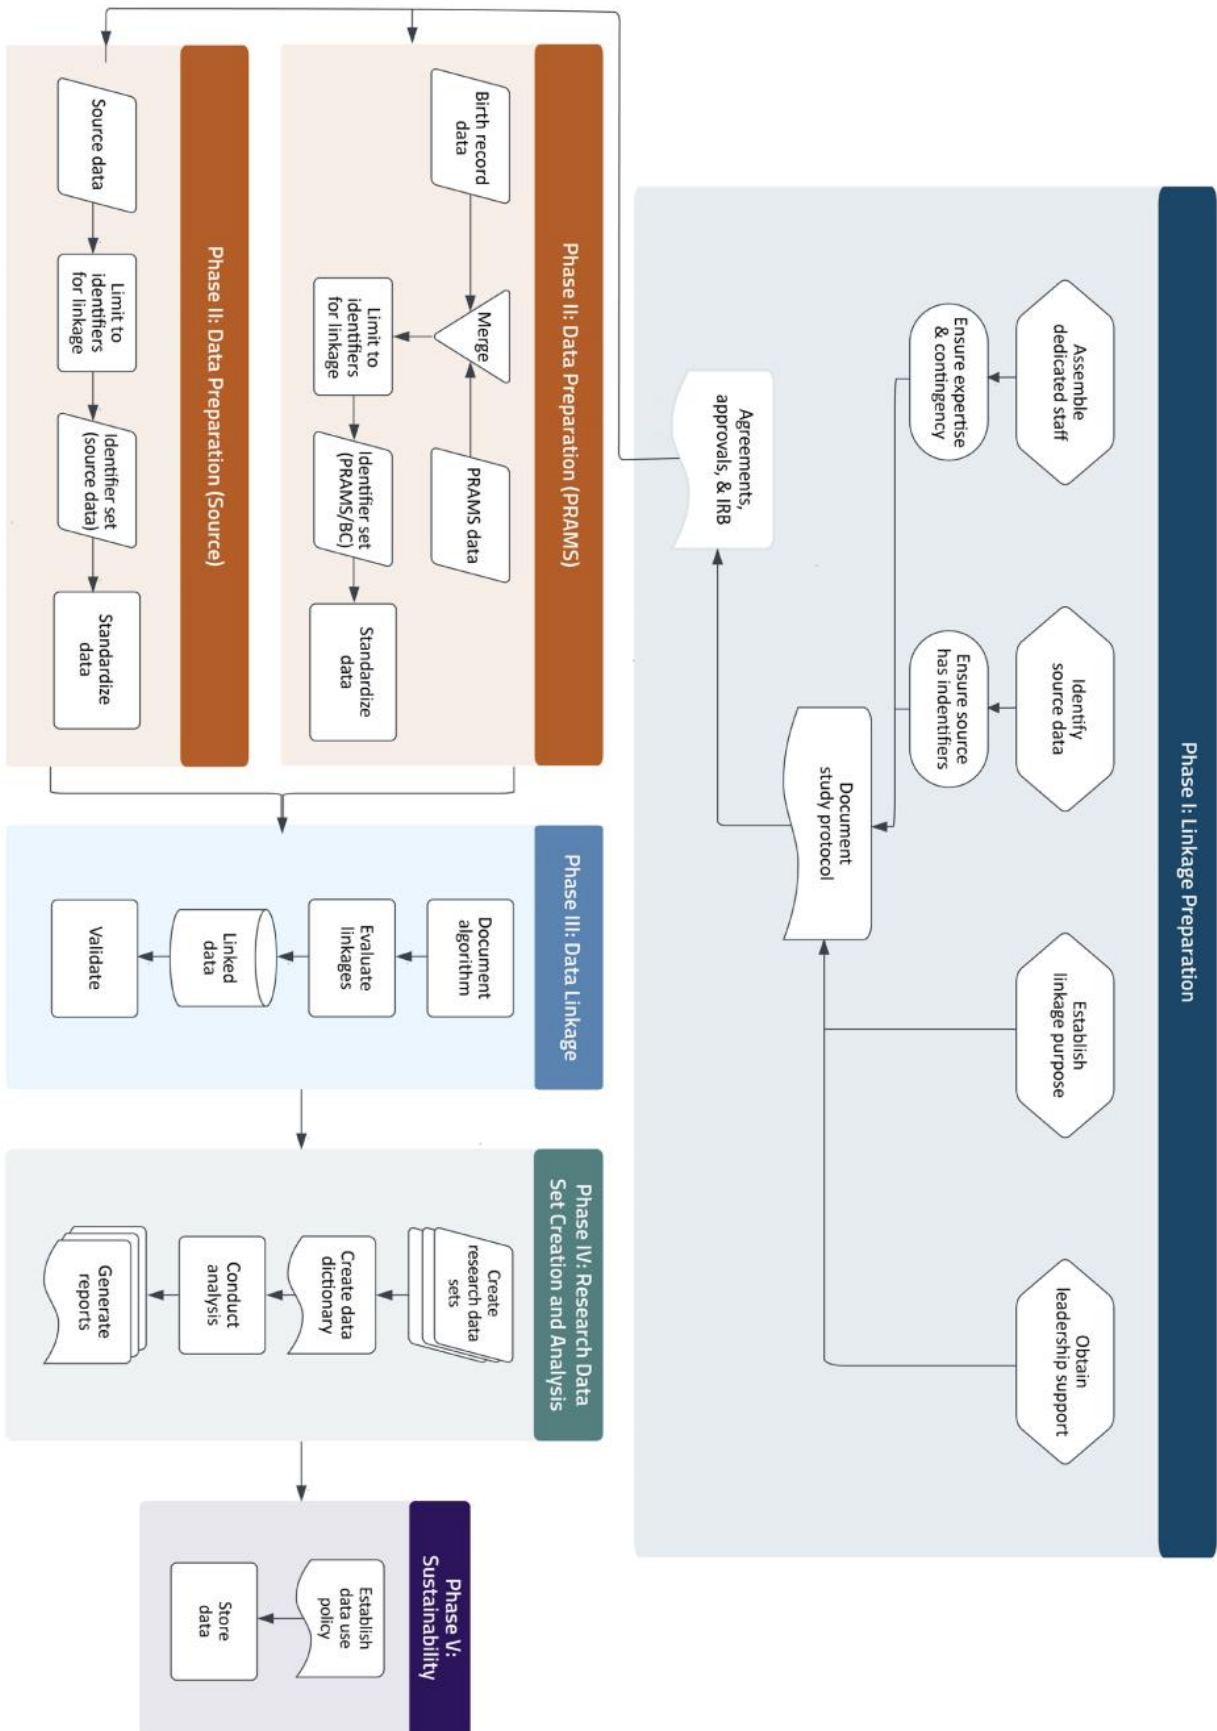 Phase I: Linkage Preparation
Assemble
dedicated staff
Identify
source data
Establish
linkage purpose
Obtain
leadership support
Ensure expertise
& contingency
Ensure source
has indentifiers
Document
study protocol
Agreements,
approvals, & IRB
Phase II: Data Preparation (PRAMS)
Birth record
data
Merge
PRAMS data
Limit to
identifiers
for linkage
Identifier set
(PRAMS/BC)
Standardize
data
Phase II: Data Preparation (Source)
Source data
Limit to
identifiers
for linkage
Identifier set
(source data)
Standardize
data
Phase III: Data Linkage
Document
algorithm
Evaluate
linkages
Linked
data
Validate
Phase IV: Research Data
Set Creation and Analysis
Create
research data
sets
Create data
dictionary
Conduct
analysis
Generate
reports
Phase V:
Sustainability
Establish
data use
policy
Store
data